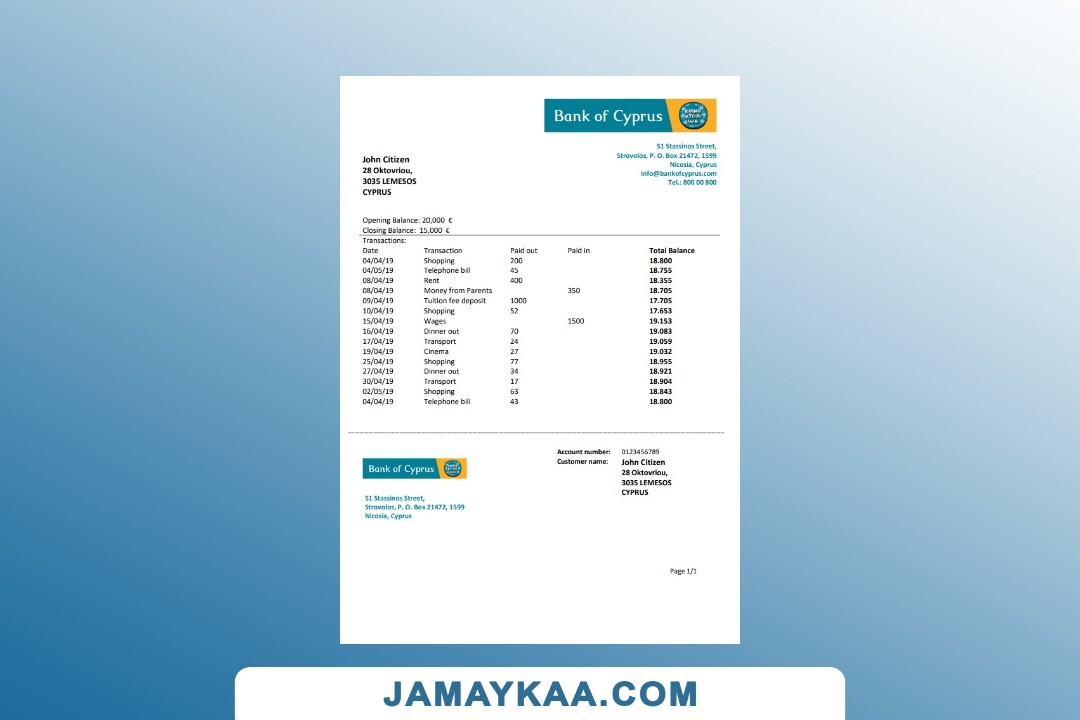 Bank of Cyprus
51 Stassinos Street,
Strovolos, P. O. Box 21472, 1599
Nicosia, Cyprus
info@bankofcyprus.com
Tel.: 800 00 800
John Citizen
28 Oktovriou,
3035 LEMESOS
CYPRUS
Opening Balance: 20,000 €
Closing Balance: 15,000 €
Transactions:
Date Transaction Paid out Paid in Total Balance
04/04/19 Shopping 200 18.800
04/05/19 Telephone bill 45 18.755
08/04/19 Rent 400 18.355
08/04/19 Money from Parents 350 18.705
09/04/19 Tuition fee deposit 1000 17.705
10/04/19 Shopping 52 17.653
15/04/19 Wages 1500 19.153
16/04/19 Dinner out 70 19.083
17/04/19 Transport 24 19.059
19/04/19 Cinema 27 19.032
25/04/19 Shopping 77 18.955
27/04/19 Dinner out 34 18.921
30/04/19 Transport 17 18.904
02/05/19 Shopping 63 18.843
04/04/19 Telephone bill 43 18.800
Account number: 0123456789
Customer name: John Citizen
28 Oktovriou,
3035 LEMESOS
CYPRUS
Bank of Cyprus
51 Stassinos Street,
Strovolos, P. O. Box 21472, 1599
Nicosia, Cyprus
Page 1/1
JAMAYKAA.COM